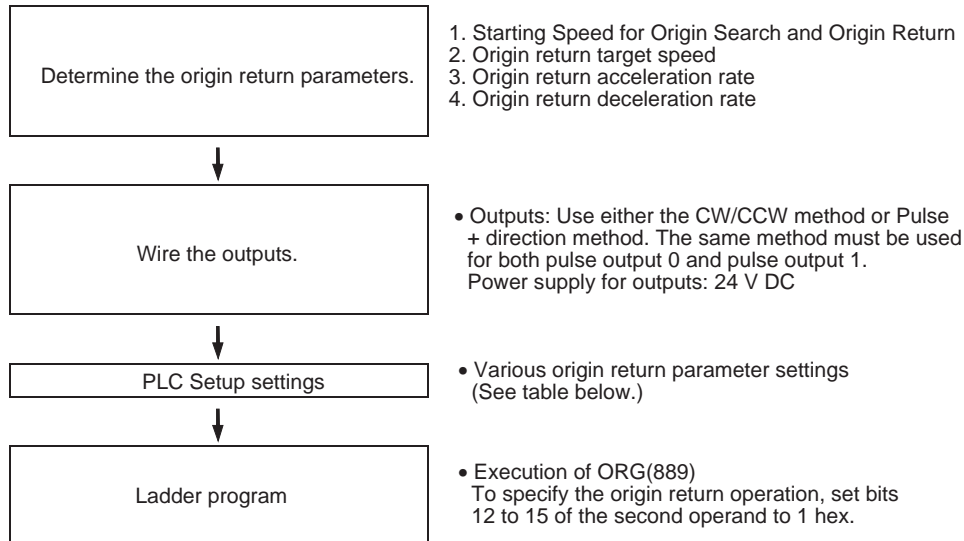 Determine the origin return parameters.
1. Starting Speed for Origin Search and Origin Return
2. Origin return target speed
3. Origin return acceleration rate
4. Origin return deceleration rate
Wire the outputs.
• Outputs: Use either the CW/CCW method or Pulse
+ direction method. The same method must be used
for both pulse output 0 and pulse output 1.
Power supply for outputs: 24 V DC
PLC Setup settings
• Various origin return parameter settings
(See table below.)
Ladder program
• Execution of ORG(889)
To specify the origin return operation, set bits
12 to 15 of the second operand to 1 hex.